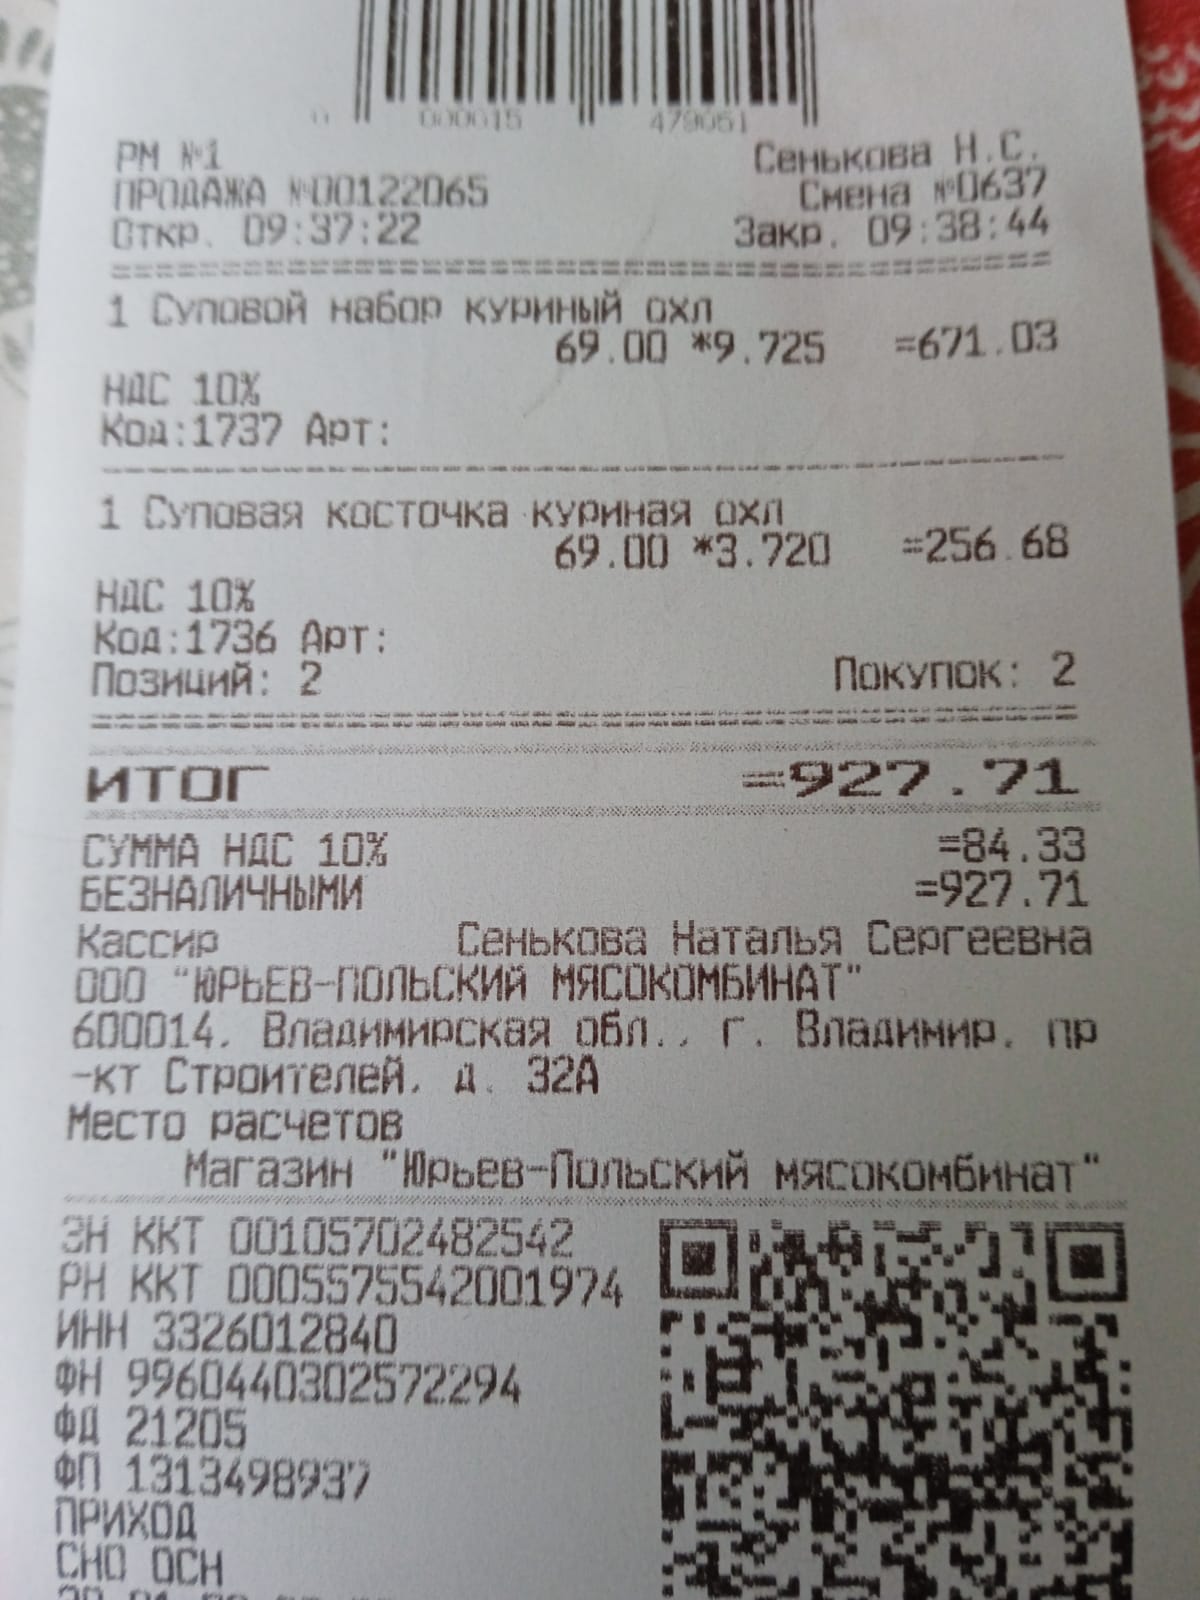 000015 479051
РМ №1 Сенькова Н.С.
ПРОДАЖА №00122065 Смена №0637
Откр. 09:37:22 Закр. 09:38:44
1 Суповой набор куриный охл
69.00 *9.725 =671.03
НДС 10%
Код:1737 Арт:
1 Суповая косточка куриная охл
69.00 *3.720 =256.68
НДС 10%
Код:1736 Арт:
Позиций: 2 Покупок: 2
ИТОГ =927.71
СУММА НДС 10% =84.33
БЕЗНАЛИЧНЫМИ =927.71
Кассир Сенькова Наталья Сергеевна
ООО "ЮРЬЕВ-ПОЛЬСКИЙ МЯСОКОМБИНАТ"
600014, Владимирская обл., г. Владимир, пр
-кт Строителей, д. 32А
Место расчетов
Магазин "Юрьев-Польский мясокомбинат"
ЗН ККТ 00105702482542
РН ККТ 0005575542001974
ИНН 3326012840
ФН 9960440302572294
ФД 21205
ФП 1313498937
ПРИХОД
СНО ОСН